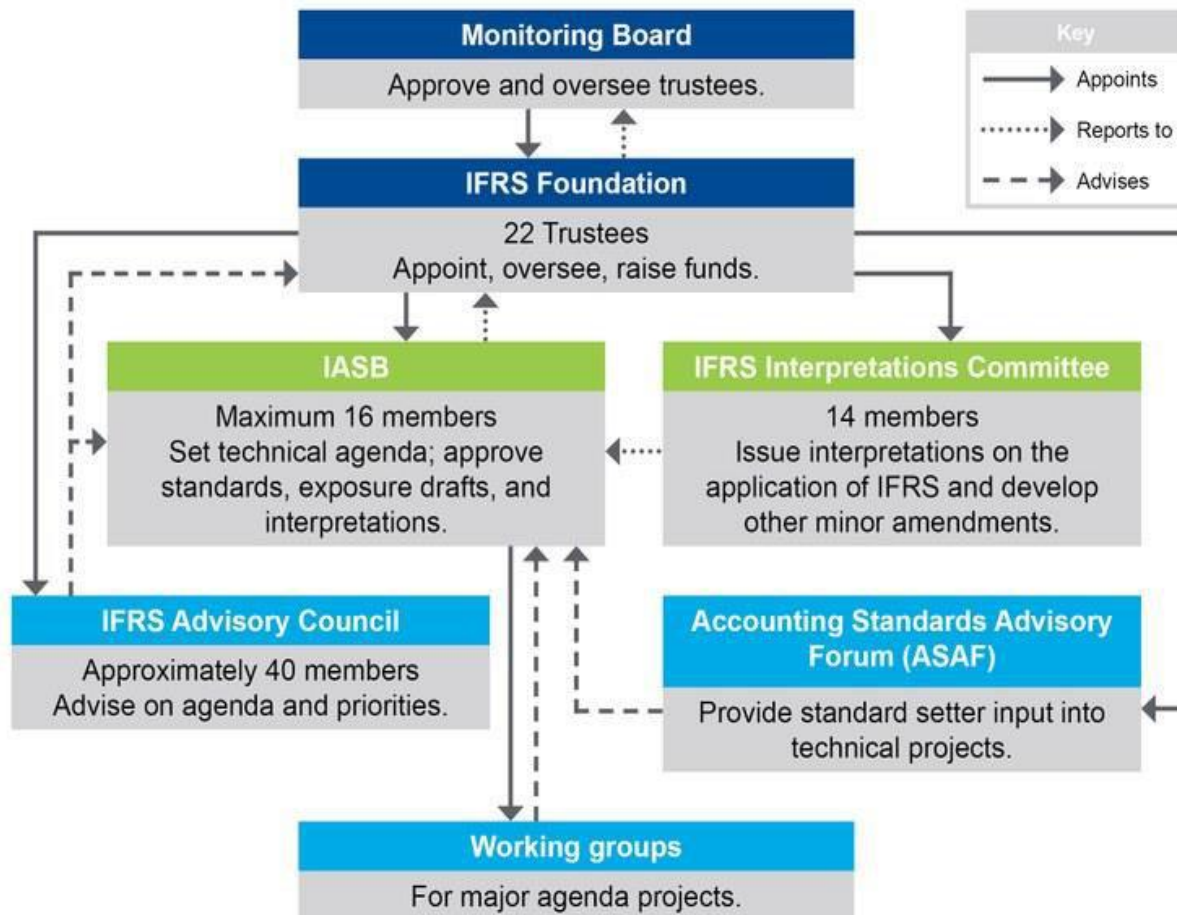 Monitoring Board
Approve and oversee trustees.
Key
Appoints
Reports to
Advises
IFRS Foundation
22 Trustees
Appoint, oversee, raise funds.
IASB
Maximum 16 members
Set technical agenda; approve
standards, exposure drafts, and
interpretations.
IFRS Interpretations Committee
14 members
Issue interpretations on the
application of IFRS and develop
other minor amendments.
IFRS Advisory Council
Approximately 40 members
Advise on agenda and priorities.
Accounting Standards Advisory
Forum (ASAF)
Provide standard setter input into
technical projects.
Working groups
For major agenda projects.